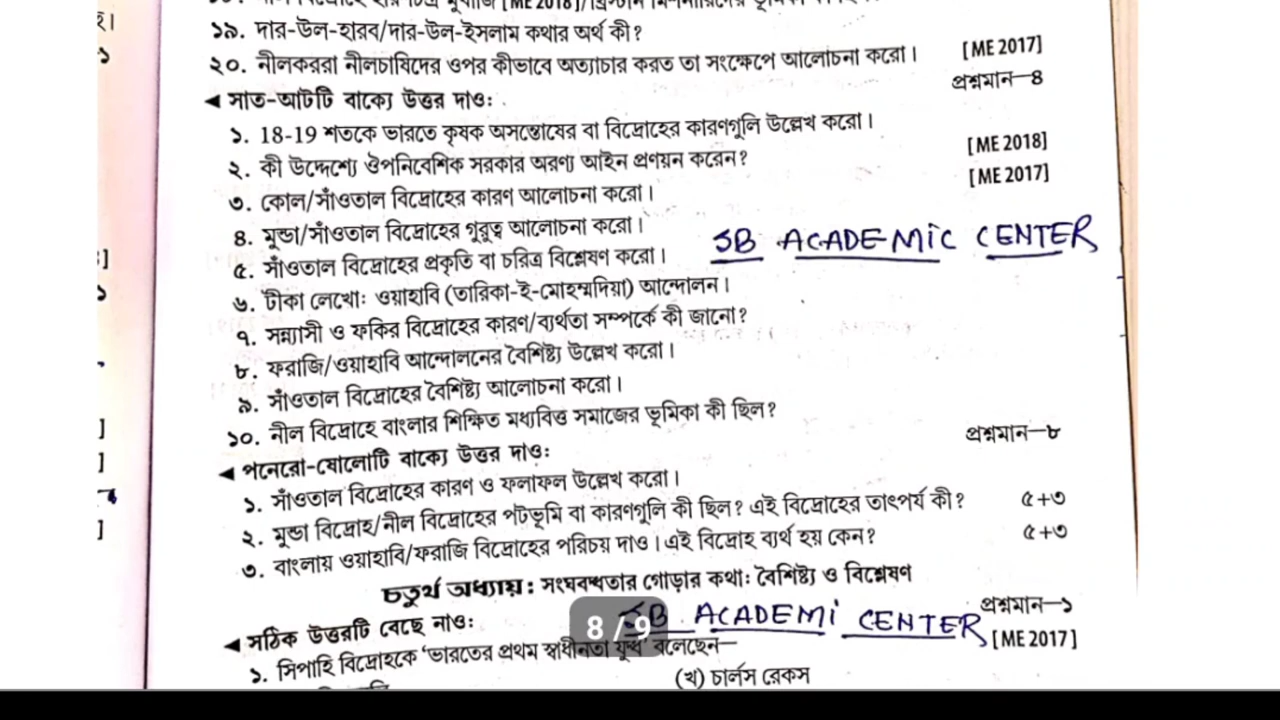 ১৯. দার-উল-হারব/দার-উল-ইসলাম কথার অর্থ কী?
২০. নীলকররা নীলচাষিদের ওপর কীভাবে অত্যাচার করত তা সংক্ষেপে আলোচনা করো। [ME 2017]
◄ সাত-আটটি বাক্যে উত্তর দাও: প্রশ্নমান—4
১. 18-19 শতকে ভারতে কৃষক অসন্তোষের বা বিদ্রোহের কারণগুলি উল্লেখ করো।
২. কী উদ্দেশ্যে ঔপনিবেশিক সরকার অরণ্য আইন প্রণয়ন করেন? [ME 2018]
৩. কোল/সাঁওতাল বিদ্রোহের কারণ আলোচনা করো। [ME 2017]
৪. মুন্ডা/সাঁওতাল বিদ্রোহের গুরুত্ব আলোচনা করো।
SB ACADEMIC CENTER
৫. সাঁওতাল বিদ্রোহের প্রকৃতি বা চরিত্র বিশ্লেষণ করো।
৬. টীকা লেখো: ওয়াহাবি (তারিকা-ই-মোহম্মদিয়া) আন্দোলন।
৭. সন্ন্যাসী ও ফকির বিদ্রোহের কারণ/ব্যর্থতা সম্পর্কে কী জানো?
৮. ফরাজি/ওয়াহাবি আন্দোলনের বৈশিষ্ট্য উল্লেখ করো।
৯. সাঁওতাল বিদ্রোহের বৈশিষ্ট্য আলোচনা করো।
১০. নীল বিদ্রোহে বাংলার শিক্ষিত মধ্যবিত্ত সমাজের ভূমিকা কী ছিল?
◄ পনেরো-ষোলোটি বাক্যে উত্তর দাও: প্রশ্নমান—৮
১. সাঁওতাল বিদ্রোহের কারণ ও ফলাফল উল্লেখ করো।
২. মুন্ডা বিদ্রোহ/নীল বিদ্রোহের পটভূমি বা কারণগুলি কী ছিল? এই বিদ্রোহের তাৎপর্য কী? ৫+৩
৩. বাংলায় ওয়াহাবি/ফরাজি বিদ্রোহের পরিচয় দাও। এই বিদ্রোহ ব্যর্থ হয় কেন? ৫+৩
চতুর্থ অধ্যায়: সংঘবদ্ধতার গোড়ার কথা: বৈশিষ্ট্য ও বিশ্লেষণ
◄ সঠিক উত্তরটি বেছে নাও: প্রশ্নমান—১
8 / 9
SB ACADEMI CENTER
১. সিপাহি বিদ্রোহকে 'ভারতের প্রথম স্বাধীনতা যুদ্ধ' বলেছেন— [ME 2017]
(খ) চার্লস রেকস